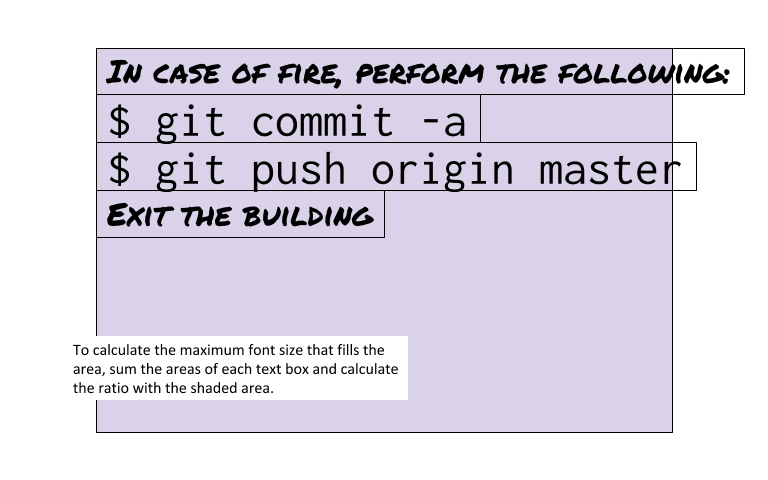 In case of fire, perform the following:
$ git commit -a
$ git push origin master
Exit the building
To calculate the maximum font size that fills the
area, sum the areas of each text box and calculate
the ratio with the shaded area.